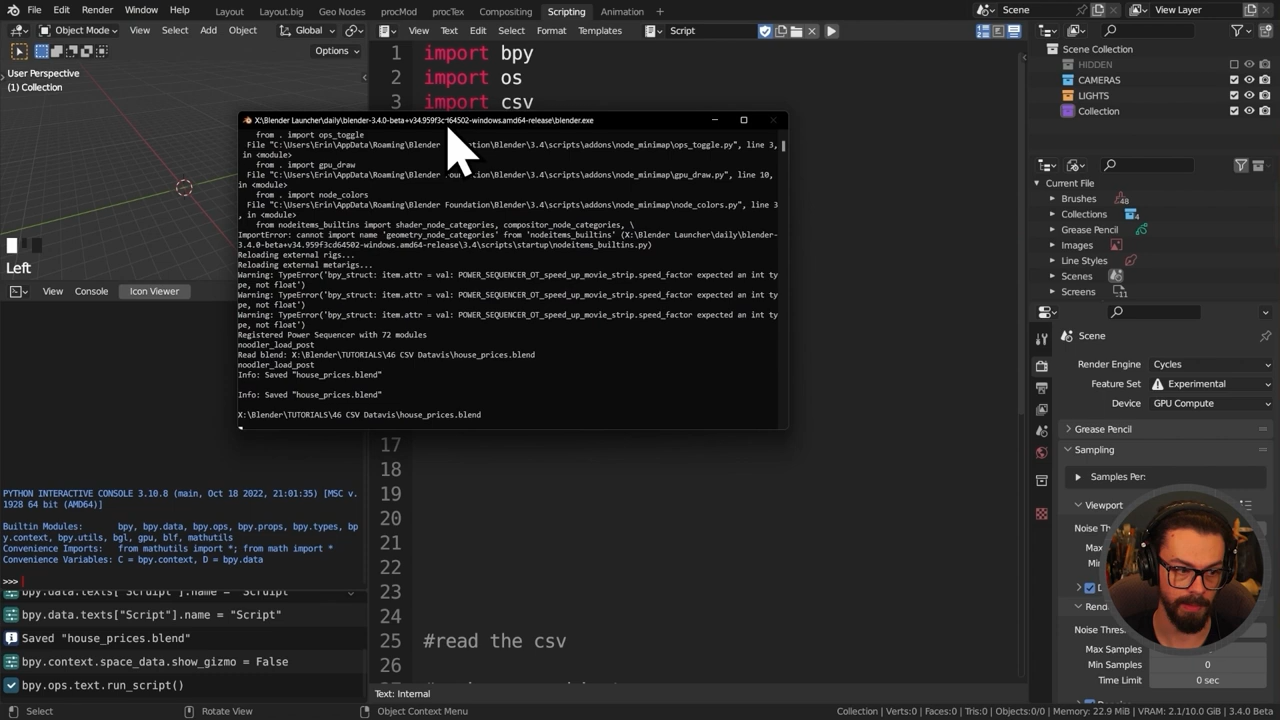 File Edit Render Window Help Layout Layout.big procMod procTex Compositing Scripting Animation + Scene View Layer
Object Mode View Select Add Object Global View Text Edit Select Format Templates Script
Options
User Perspective
(1) Collection
1 import bpy
2 import os
3 import csv
Scene Collection
HIDDEN
CAMERAS
LIGHTS
Collection
X:\Blender Launcher\daily\blender-3.4.0-beta+v34.959f3cd64502-windows.amd64-release\blender.exe
from . import ops_toggle
File "C:\Users\Erin\AppData\Roaming\Blender Foundation\Blender\3.4\scripts\addons\node_minimap\ops_toggle.py", line 3,
in <module>
from . import gpu_draw
File "C:\Users\Erin\AppData\Roaming\Blender Foundation\Blender\3.4\scripts\addons\node_minimap\gpu_draw.py", line 10,
in <module>
from . import node_colors
File "C:\Users\Erin\AppData\Roaming\Blender Foundation\Blender\3.4\scripts\addons\node_minimap\node_colors.py", line 3
, in <module>
from nodeitems_builtins import shader_node_categories, compositor_node_categories, \
ImportError: cannot import name 'geometry_node_categories' from 'nodeitems_builtins' (X:\Blender Launcher\daily\blender-
3.4.0-beta+v34.959f3cd64502-windows.amd64-release\3.4\scripts\startup\nodeitems_builtins.py)
Reloading external rigs...
Reloading external metarigs...
Warning: TypeError('bpy_struct: item.attr = val: POWER_SEQUENCER_OT_speed_up_movie_strip.speed_factor expected an int ty
pe, not float')
Warning: TypeError('bpy_struct: item.attr = val: POWER_SEQUENCER_OT_speed_up_movie_strip.speed_factor expected an int ty
pe, not float')
Warning: TypeError('bpy_struct: item.attr = val: POWER_SEQUENCER_OT_speed_up_movie_strip.speed_factor expected an int ty
pe, not float')
Registered Power Sequencer with 72 modules
noodler_load_post
Read blend: X:\Blender\TUTORIALS\46 CSV Datavis\house_prices.blend
noodler_load_post
Info: Saved "house_prices.blend"
Info: Saved "house_prices.blend"
X:\Blender\TUTORIALS\46 CSV Datavis\house_prices.blend
Left
View Console Icon Viewer
17
18
19
20
21
22
23
24
25 #read the csv
26
PYTHON INTERACTIVE CONSOLE 3.10.8 (main, Oct 18 2022, 21:01:35) [MSC v.
1928 64 bit (AMD64)]
Builtin Modules: bpy, bpy.data, bpy.ops, bpy.props, bpy.types, bp
y.context, bpy.utils, bgl, gpu, blf, mathutils
Convenience Imports: from mathutils import *; from math import *
Convenience Variables: C = bpy.context, D = bpy.data
>>>
bpy.data.texts["Script"].name = "Script"
Saved "house_prices.blend"
bpy.context.space_data.show_gizmo = False
bpy.ops.text.run_script()
Current File
Brushes 48
Collections 4
Grease Pencil
Images
Line Styles
Scenes
Screens 11
Scene
Render Engine Cycles
Feature Set Experimental
Device GPU Compute
Grease Pencil
Sampling
Samples Per:
Viewport
Noise Th
Max
Mi
D
Rend
Noise Thres
Max Samples
Min Samples 0
Time Limit 0 sec
Text: Internal
Select Rotate View Object Context Menu Collection | Verts:0 | Faces:0 | Tris:0 | Objects:0/0 | Memory: 22.9 MiB | VRAM: 2.1/10.0 GiB | 3.4.0 Beta